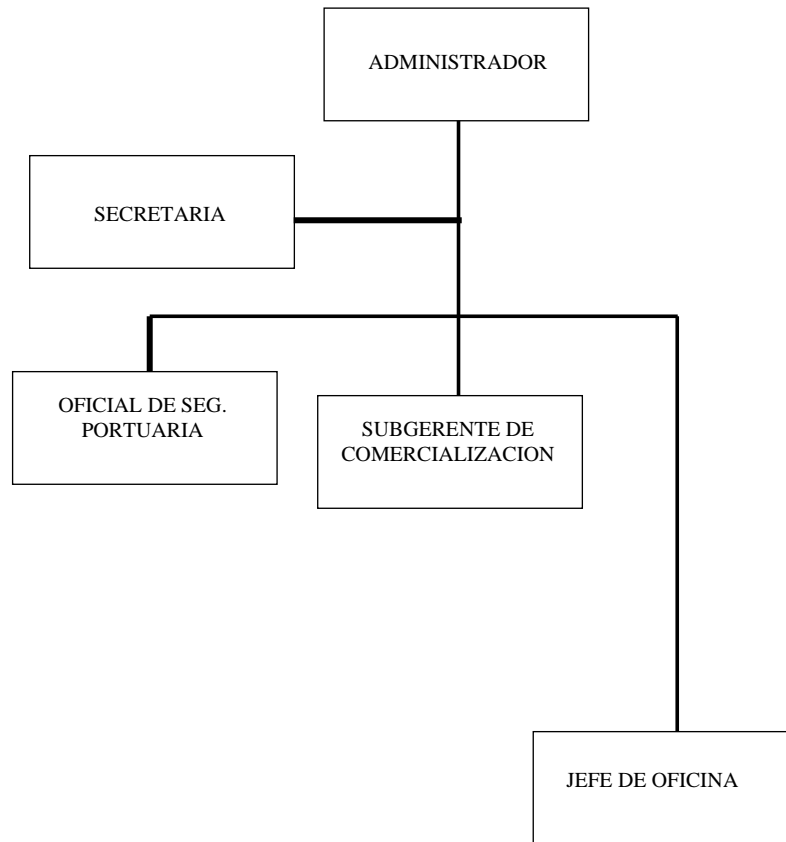 ADMINISTRADOR
SECRETARIA
OFICIAL DE SEG.
PORTUARIA
SUBGERENTE DE
COMERCIALIZACION
JEFE DE OFICINA